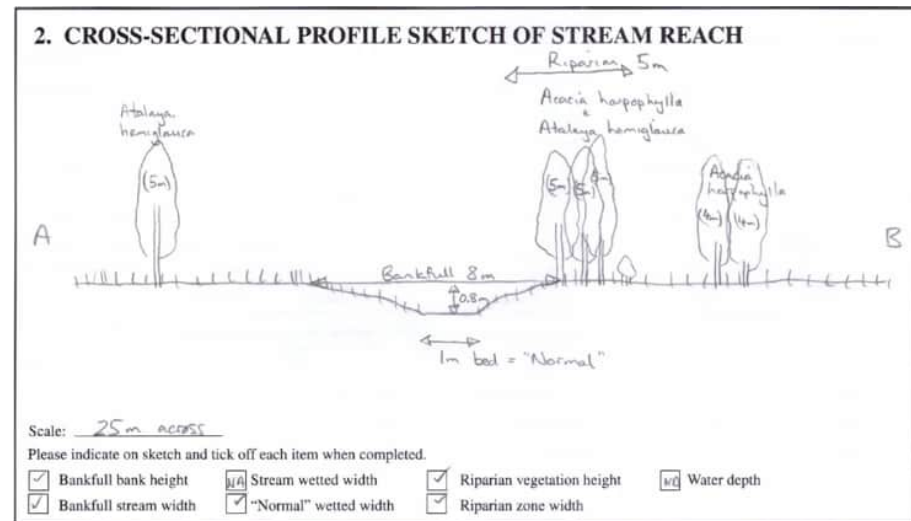 2. CROSS-SECTIONAL PROFILE SKETCH OF STREAM REACH
Riparian 5m
Atalaya
hemiglauca
Acacia harpophylla
&
Atalaya hemiglauca
(5m)
(5m)
(5m)
Acacia
harpophylla
(4m)
(4m)
A
B
Bankfull 8m
0.8m
1m bed = "Normal"
Scale: 25m across
Please indicate on sketch and tick off each item when completed.
Bankfull bank height NA Stream wetted width Riparian vegetation height Water depth
Bankfull stream width "Normal" wetted width Riparian zone width